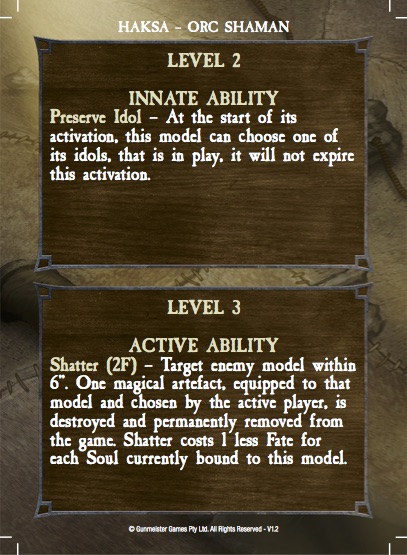 HAKSA – ORC SHAMAN
LEVEL 2
INNATE ABILITY
Preserve Idol – At the start of its
activation, this model can choose one of
its idols, that is in play, it will not expire
this activation.
LEVEL 3
ACTIVE ABILITY
Shatter (2F) – Target enemy model within
6”. One magical artefact, equipped to that
model and chosen by the active player, is
destroyed and permanently removed from
the game. Shatter costs 1 less Fate for
each Soul currently bound to this model.
© Gunmeister Games Pty Ltd. All Rights Reserved - V1.2